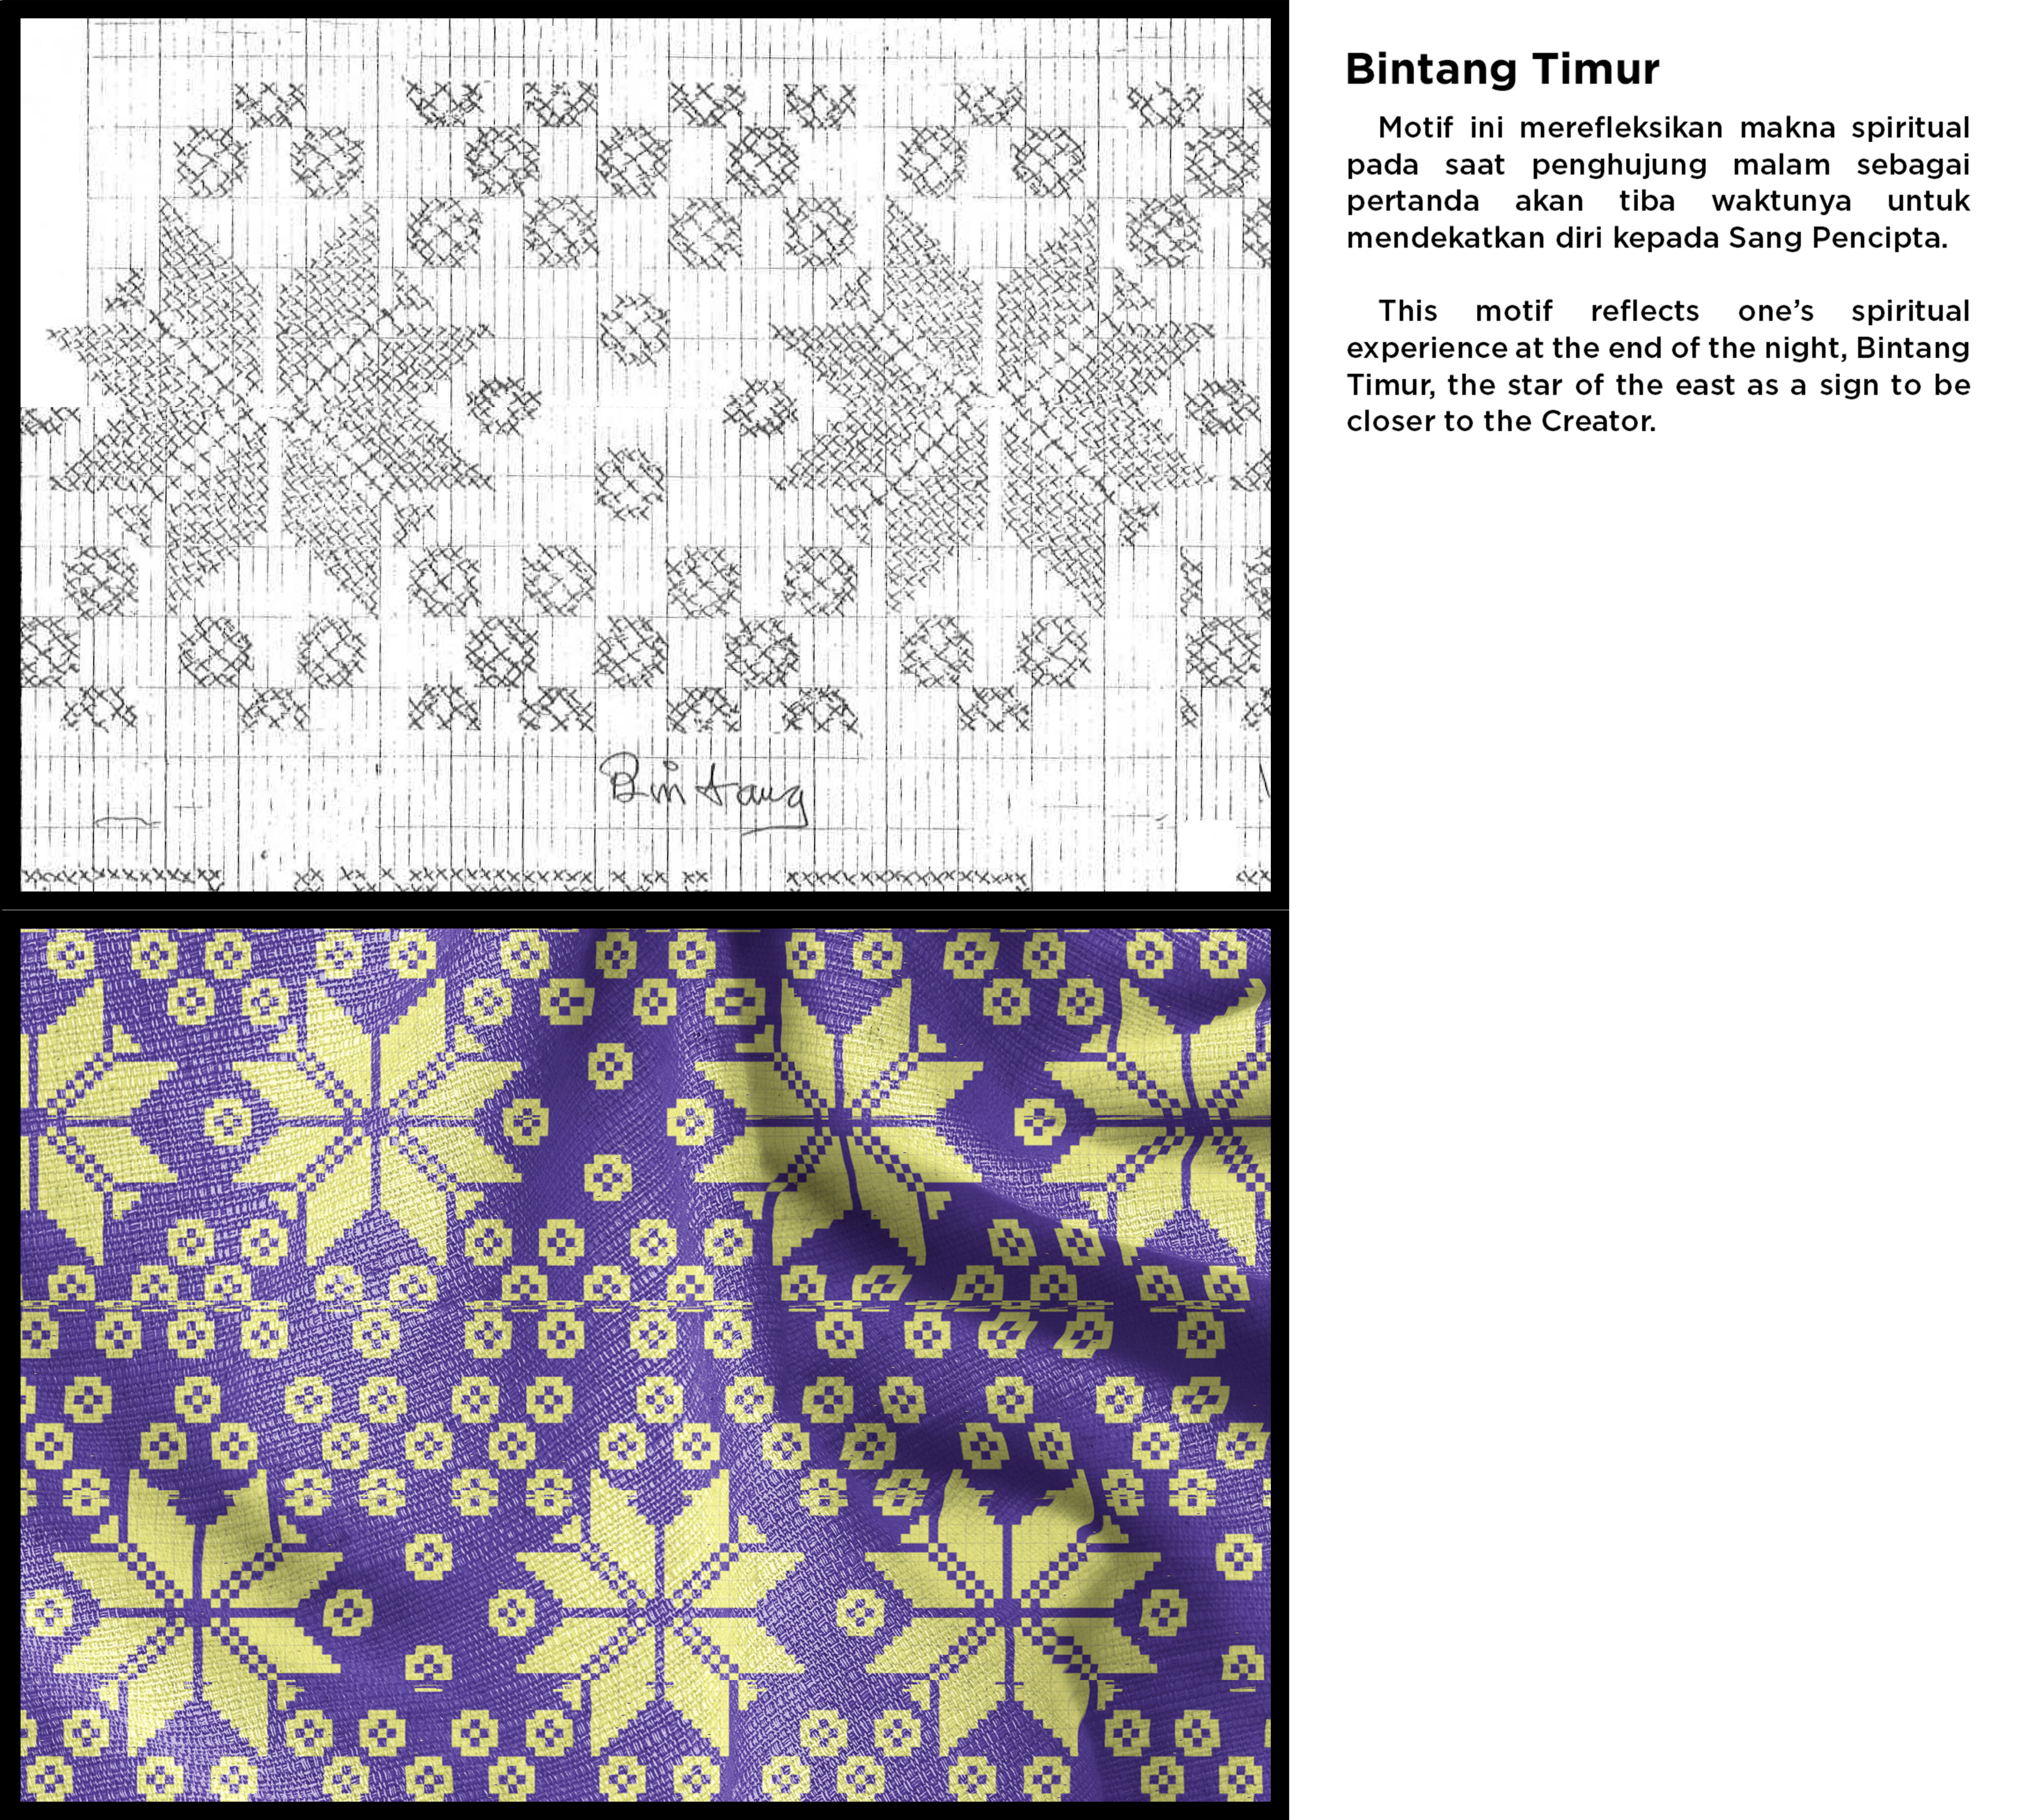 Bintang Timur
Motif ini merefleksikan makna spiritual
pada saat penghujung malam sebagai
pertanda akan tiba waktunya untuk
mendekatkan diri kepada Sang Pencipta.
This motif reflects one’s spiritual
experience at the end of the night, Bintang
Timur, the star of the east as a sign to be
closer to the Creator.
Bintang